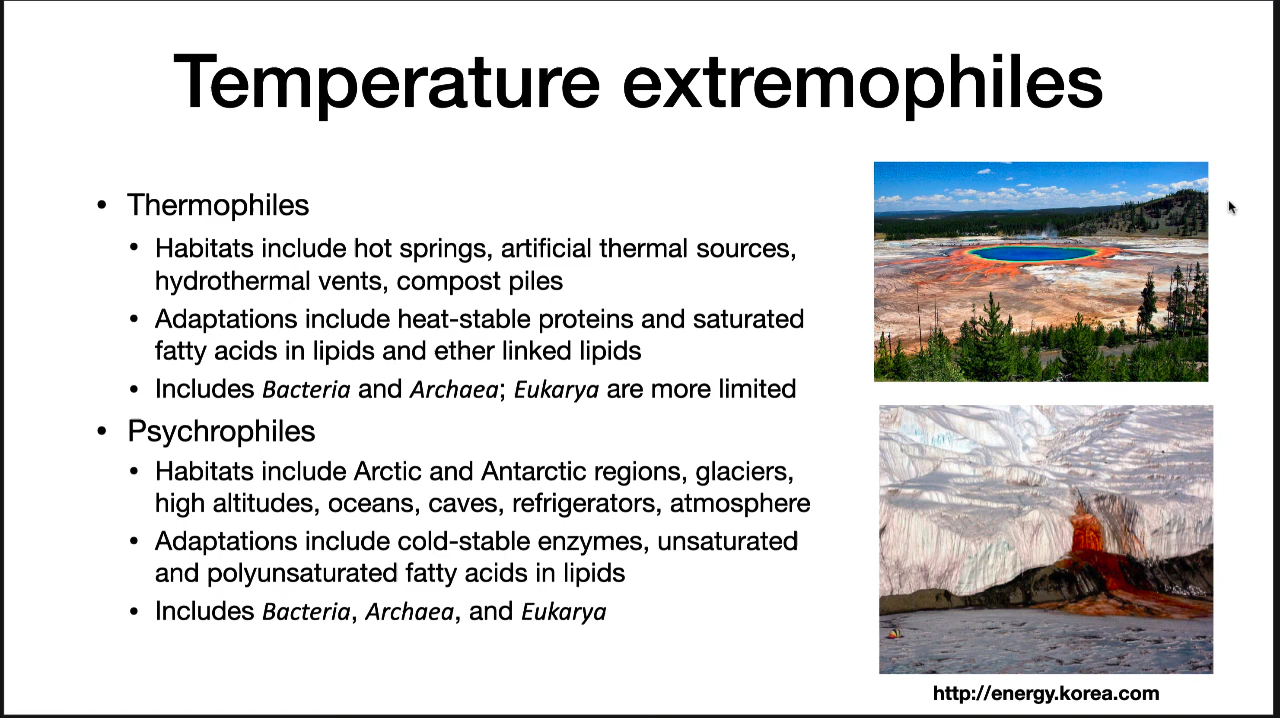 Temperature extremophiles
• Thermophiles
• Habitats include hot springs, artificial thermal sources,
hydrothermal vents, compost piles
• Adaptations include heat-stable proteins and saturated
fatty acids in lipids and ether linked lipids
• Includes Bacteria and Archaea; Eukarya are more limited
• Psychrophiles
• Habitats include Arctic and Antarctic regions, glaciers,
high altitudes, oceans, caves, refrigerators, atmosphere
• Adaptations include cold-stable enzymes, unsaturated
and polyunsaturated fatty acids in lipids
• Includes Bacteria, Archaea, and Eukarya
http://energy.korea.com